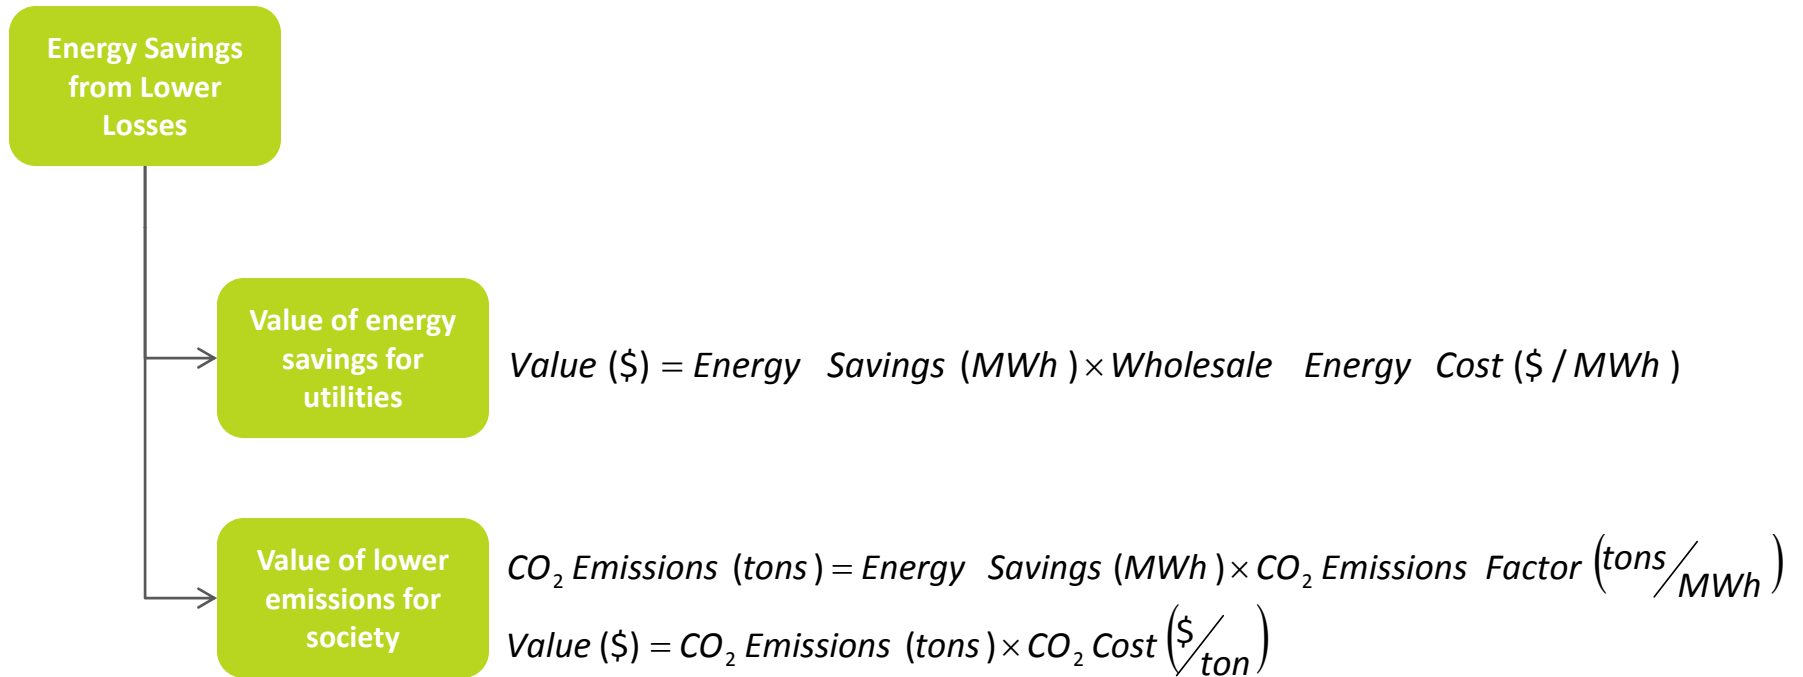 Energy Savings
from Lower
Losses
Value of energy
savings for
utilities
Value ($) = Energy Savings (MWh) × Wholesale Energy Cost ($ / MWh)
Value of lower
emissions for
society
CO₂ Emissions (tons) = Energy Savings (MWh) × CO₂ Emissions Factor (tons/MWh)
Value ($) = CO₂ Emissions (tons) × CO₂ Cost ($/ton)